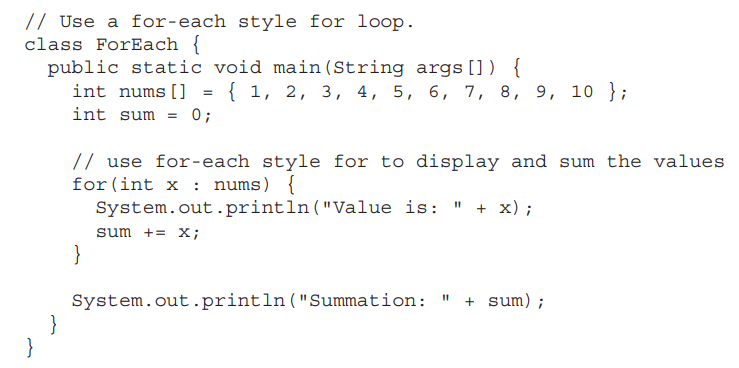 // Use a for-each style for loop.
class ForEach {
  public static void main(String args[]) {
    int nums[] = { 1, 2, 3, 4, 5, 6, 7, 8, 9, 10 };
    int sum = 0;

    // use for-each style for to display and sum the values
    for(int x : nums) {
      System.out.println("Value is: " + x);
      sum += x;
    }

    System.out.println("Summation: " + sum);
  }
}